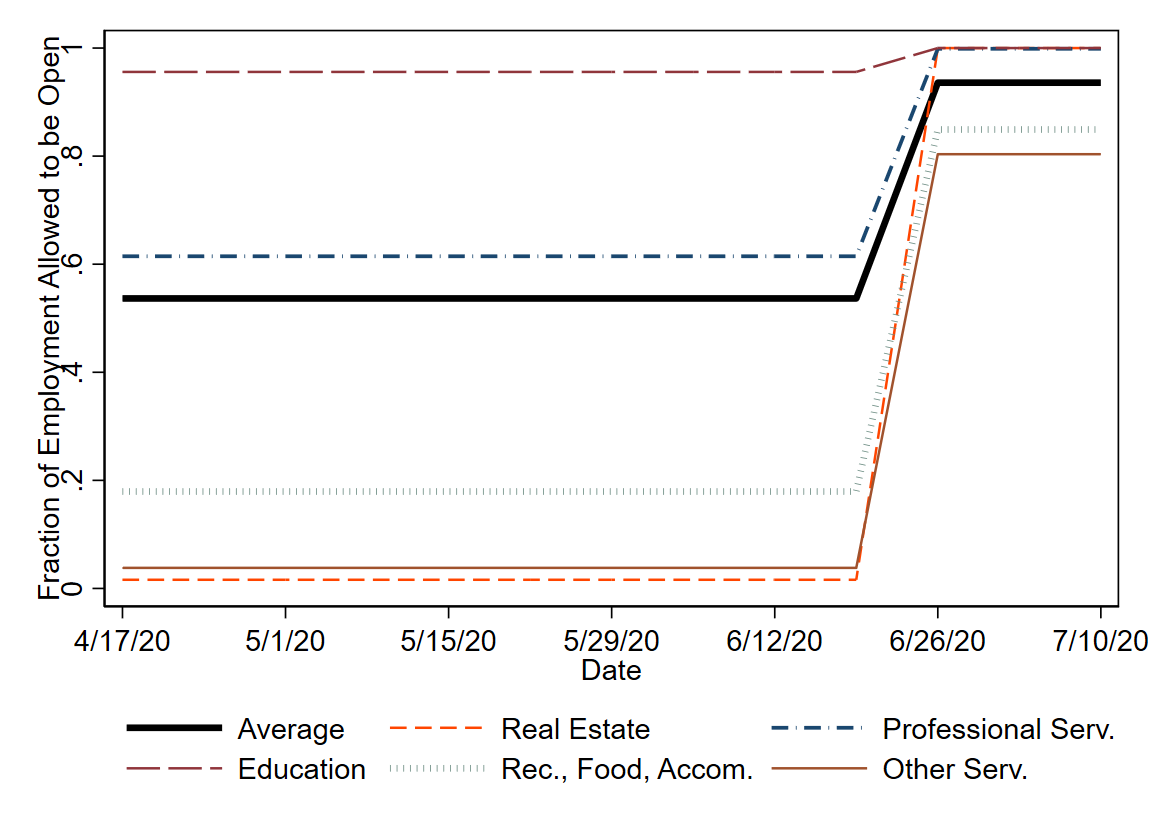 Fraction of Employment Allowed to be Open
1
.8
.6
.4
.2
0
4/17/20 5/1/20 5/15/20 5/29/20 6/12/20 6/26/20 7/10/20
Date
Average Real Estate Professional Serv.
Education Rec., Food, Accom. Other Serv.